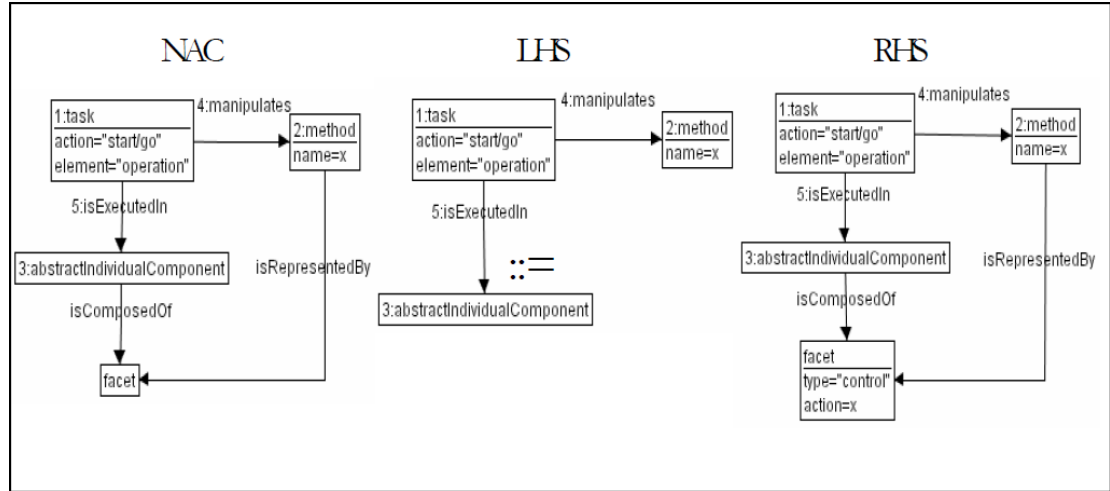 NAC
1:task
action="start/go"
element="operation"
4:manipulates
2:method
name=x
5:isExecutedIn
3:abstractIndividualComponent
isRepresentedBy
isComposedOf
facet
LHS
1:task
action="start/go"
element="operation"
4:manipulates
2:method
name=x
5:isExecutedIn
::=
3:abstractIndividualComponent
RHS
1:task
action="start/go"
element="operation"
4:manipulates
2:method
name=x
5:isExecutedIn
3:abstractIndividualComponent
isRepresentedBy
isComposedOf
facet
type="control"
action=x